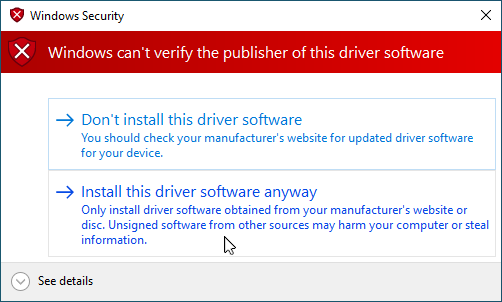 Windows Security
Windows can't verify the publisher of this driver software
Don't install this driver software
You should check your manufacturer's website for updated driver software
for your device.
Install this driver software anyway
Only install driver software obtained from your manufacturer's website or
disc. Unsigned software from other sources may harm your computer or steal
information.
See details